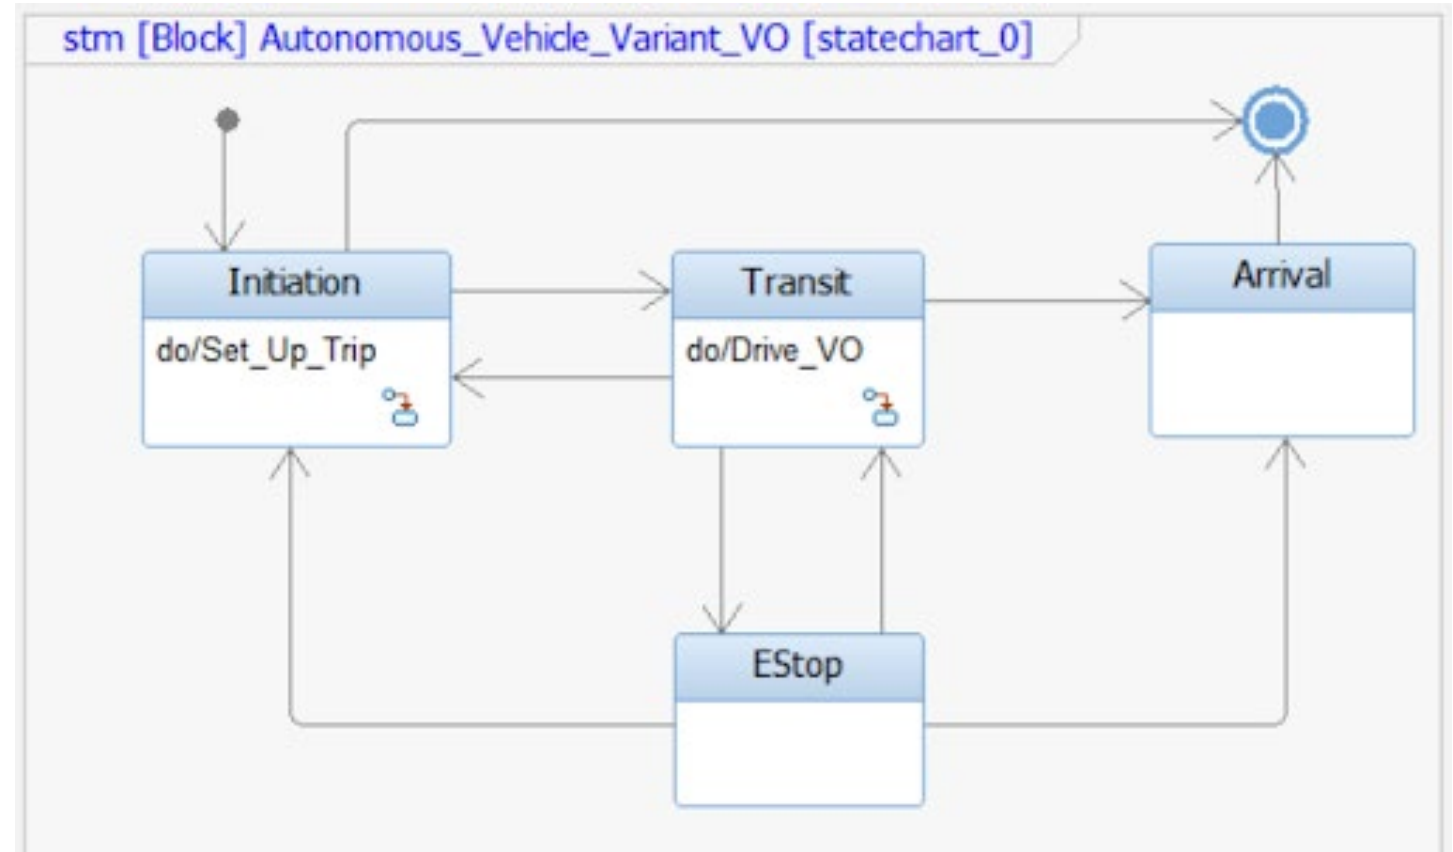 stm [Block] Autonomous_Vehicle_Variant_VO [statechart_0]
Initiation
do/Set_Up_Trip
Transit
do/Drive_VO
Arrival
EStop